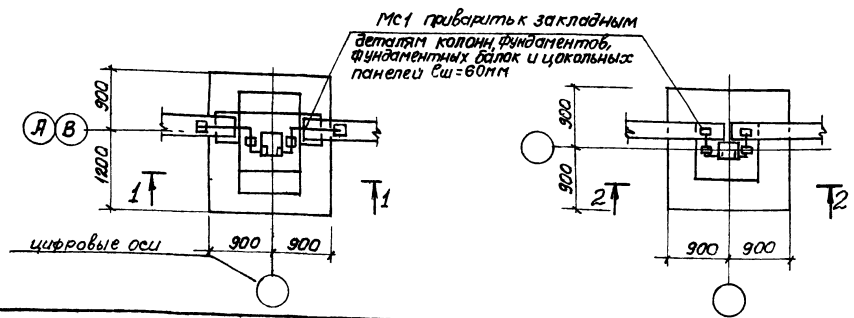 Мс1 приварить к закладным
деталям колонн, фундаментов,
фундаментных балок и цокольных
панелей ℓш=60мм
900
1200
А В
1 1
900 900
цифровые оси
900
900
2 2
900 900